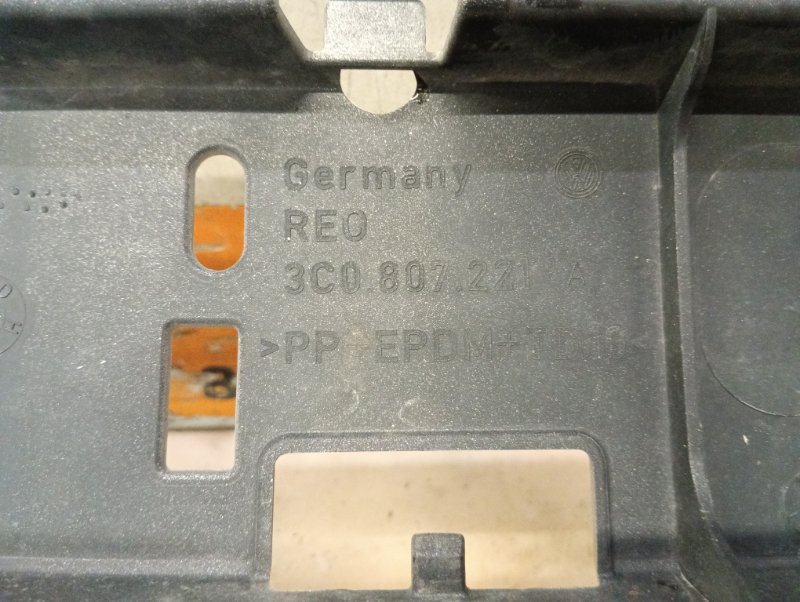 Germany
REO
3C0.807.221 A
>PP+EPDM+TD10<